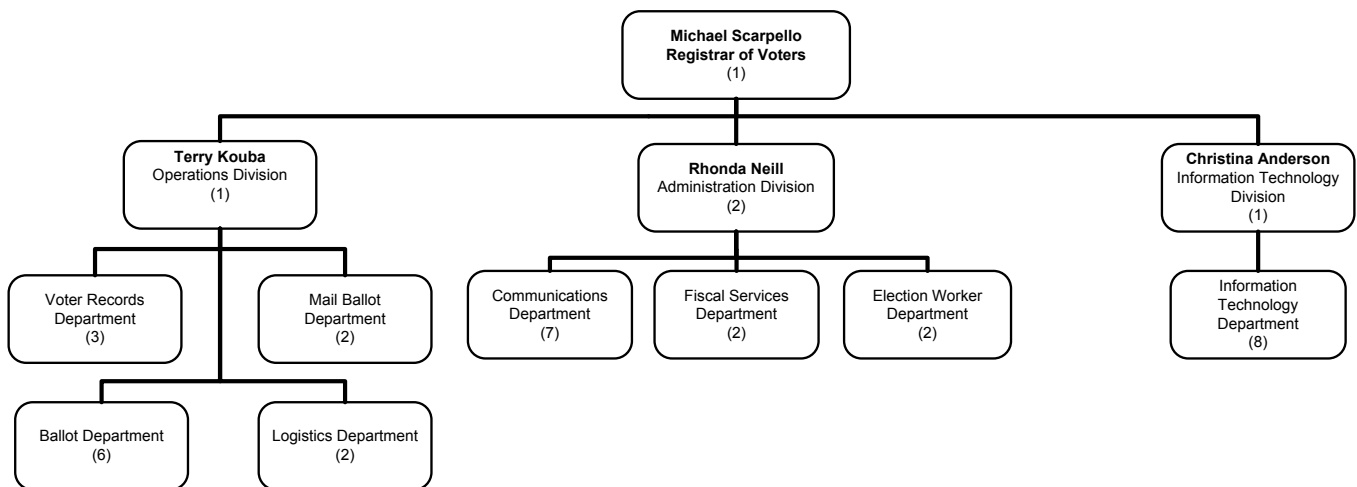 Michael Scarpello
Registrar of Voters
(1)
Terry Kouba
Operations Division
(1)
Rhonda Neill
Administration Division
(2)
Christina Anderson
Information Technology
Division
(1)
Voter Records
Department
(3)
Mail Ballot
Department
(2)
Communications
Department
(7)
Fiscal Services
Department
(2)
Election Worker
Department
(2)
Information
Technology
Department
(8)
Ballot Department
(6)
Logistics Department
(2)